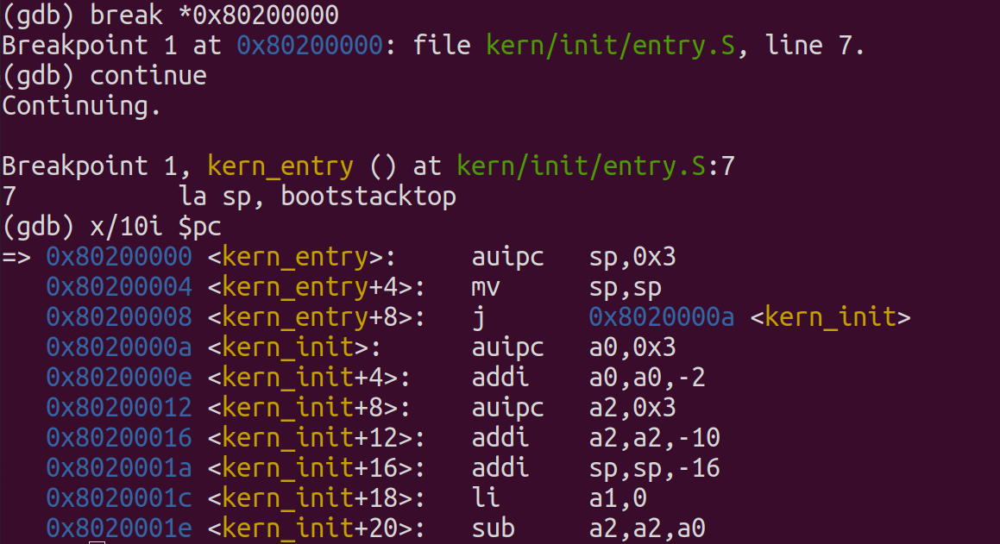 (gdb) break *0x80200000
Breakpoint 1 at 0x80200000: file kern/init/entry.S, line 7.
(gdb) continue
Continuing.

Breakpoint 1, kern_entry () at kern/init/entry.S:7
7           la sp, bootstacktop
(gdb) x/10i $pc
=> 0x80200000 <kern_entry>:     auipc   sp,0x3
   0x80200004 <kern_entry+4>:   mv      sp,sp
   0x80200008 <kern_entry+8>:   j       0x8020000a <kern_init>
   0x8020000a <kern_init>:      auipc   a0,0x3
   0x8020000e <kern_init+4>:    addi    a0,a0,-2
   0x80200012 <kern_init+8>:    auipc   a2,0x3
   0x80200016 <kern_init+12>:   addi    a2,a2,-10
   0x8020001a <kern_init+16>:   addi    sp,sp,-16
   0x8020001c <kern_init+18>:   li      a1,0
   0x8020001e <kern_init+20>:   sub     a2,a2,a0